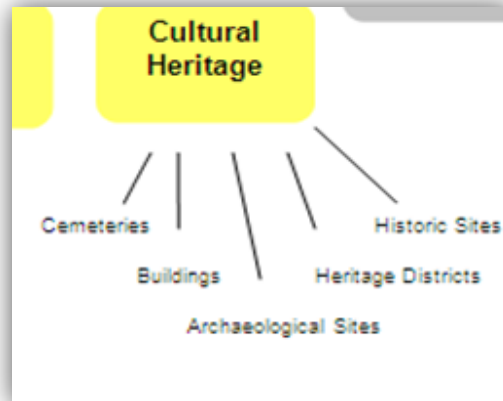 Cultural
Heritage
Cemeteries
Historic Sites
Buildings
Heritage Districts
Archaeological Sites